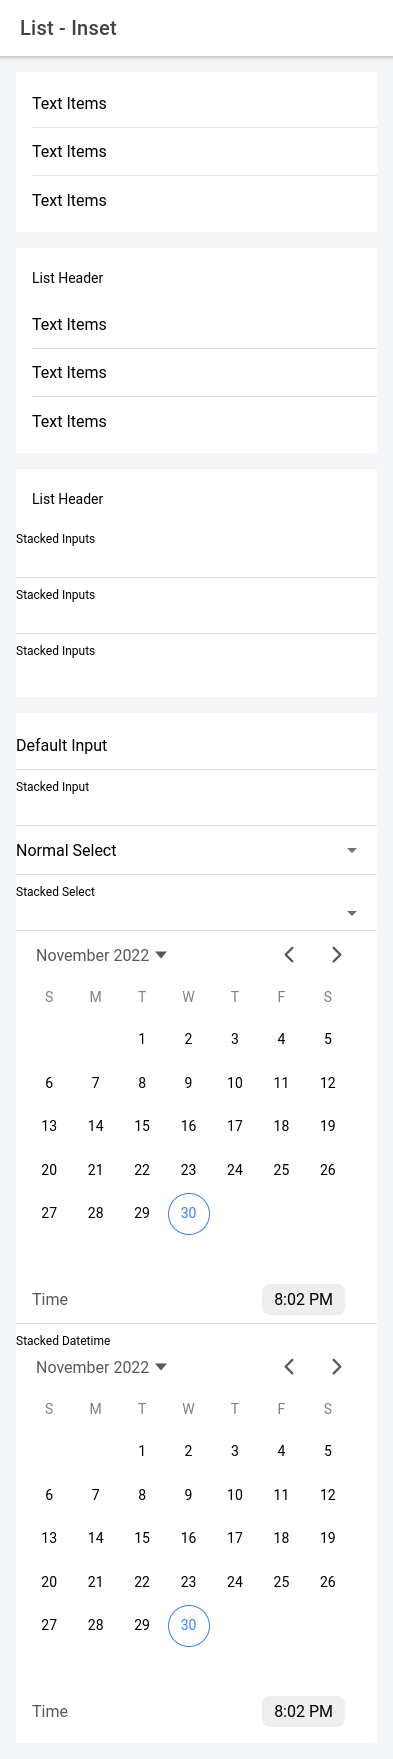 List - Inset
Text Items
Text Items
Text Items
List Header
Text Items
Text Items
Text Items
List Header
Stacked Inputs
Stacked Inputs
Stacked Inputs
Default Input
Stacked Input
Normal Select
Stacked Select
November 2022
S M T W T F S
1 2 3 4 5
6 7 8 9 10 11 12
13 14 15 16 17 18 19
20 21 22 23 24 25 26
27 28 29 30
Time 8:02 PM
Stacked Datetime
November 2022
S M T W T F S
1 2 3 4 5
6 7 8 9 10 11 12
13 14 15 16 17 18 19
20 21 22 23 24 25 26
27 28 29 30
Time 8:02 PM